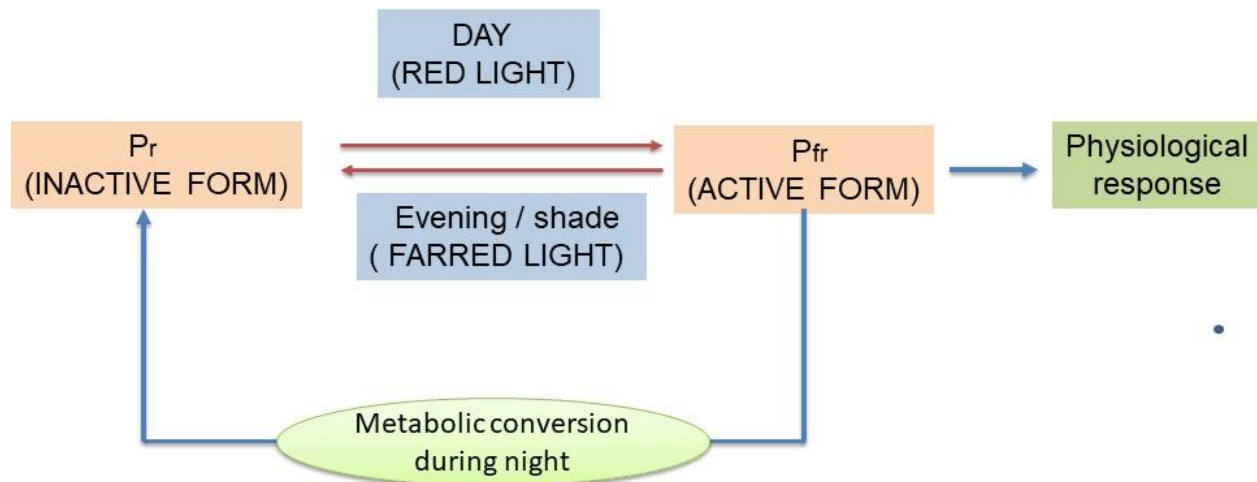 DAY
(RED LIGHT)
Pr
(INACTIVE FORM)
Pfr
(ACTIVE FORM)
Physiological
response
Evening / shade
( FARRED LIGHT)
Metabolic conversion
during night